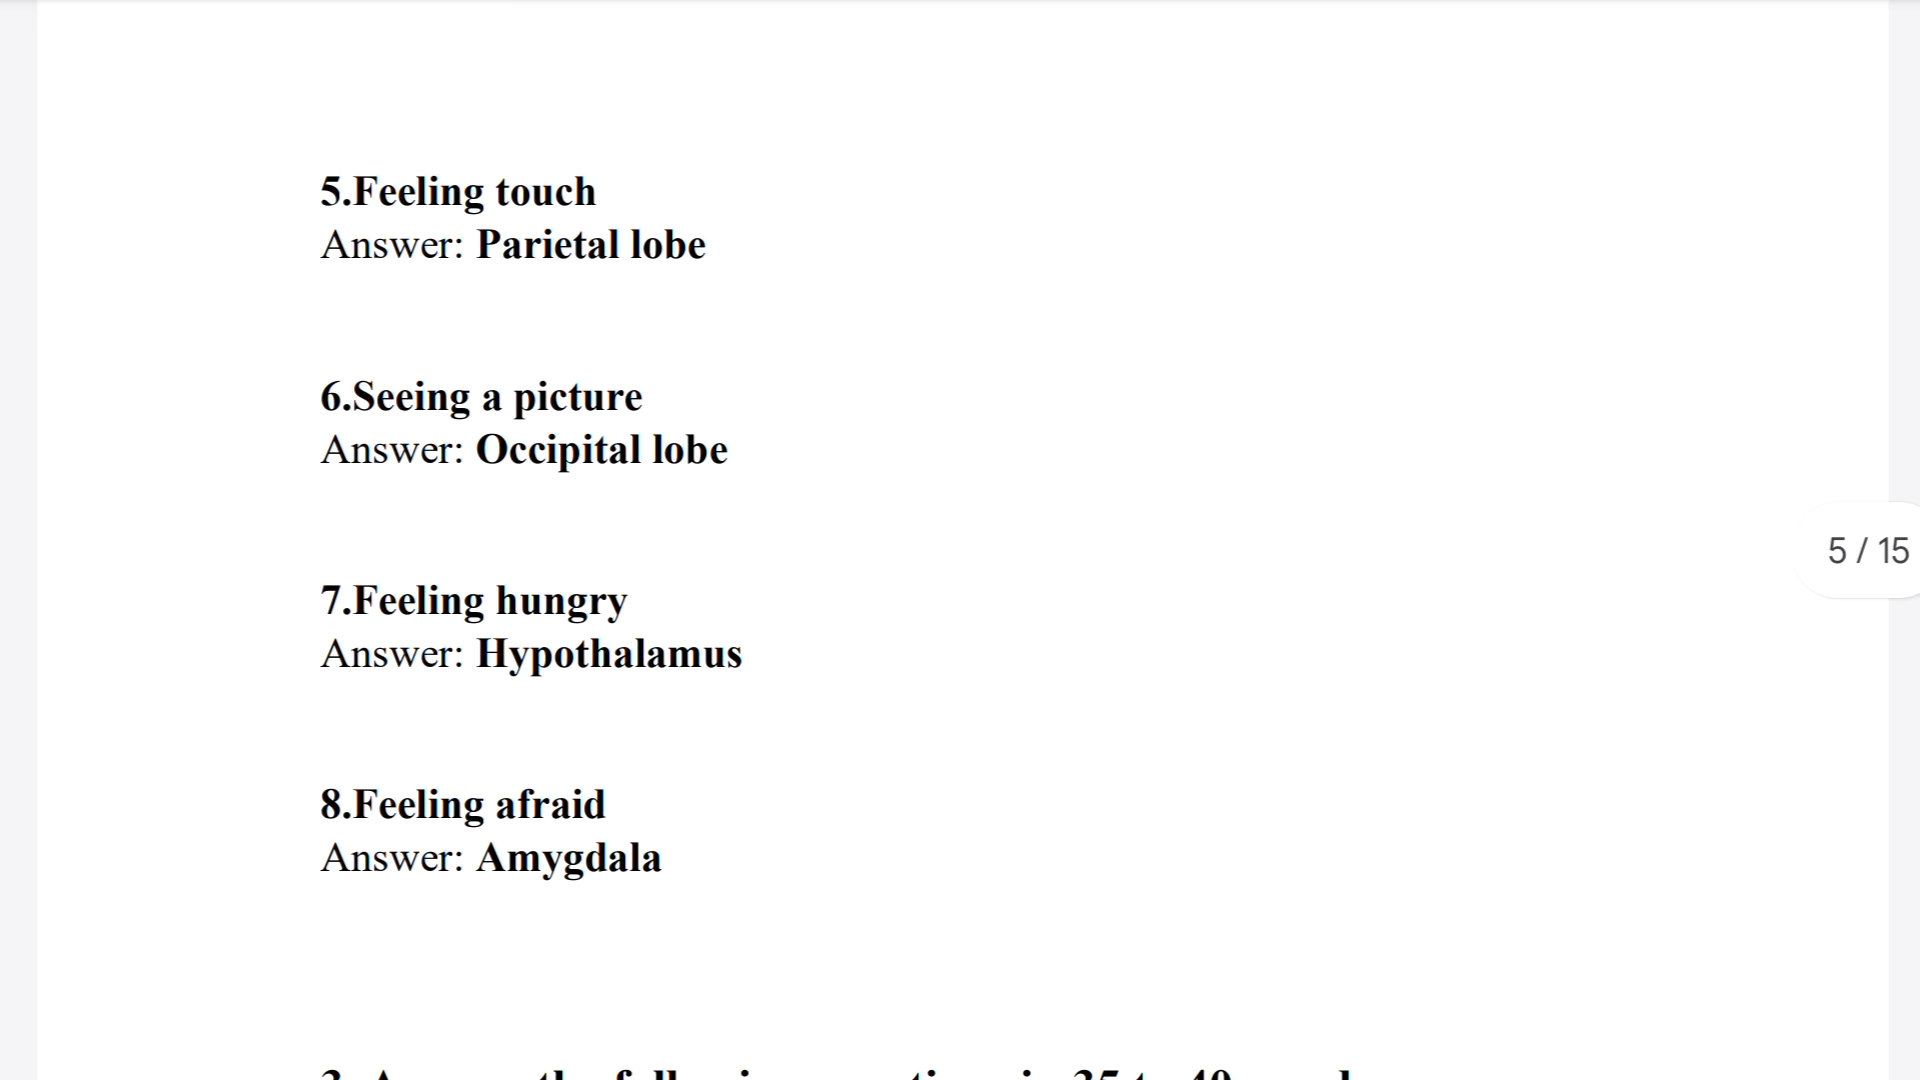 5.Feeling touch
Answer: Parietal lobe
6.Seeing a picture
Answer: Occipital lobe
5 / 15
7.Feeling hungry
Answer: Hypothalamus
8.Feeling afraid
Answer: Amygdala